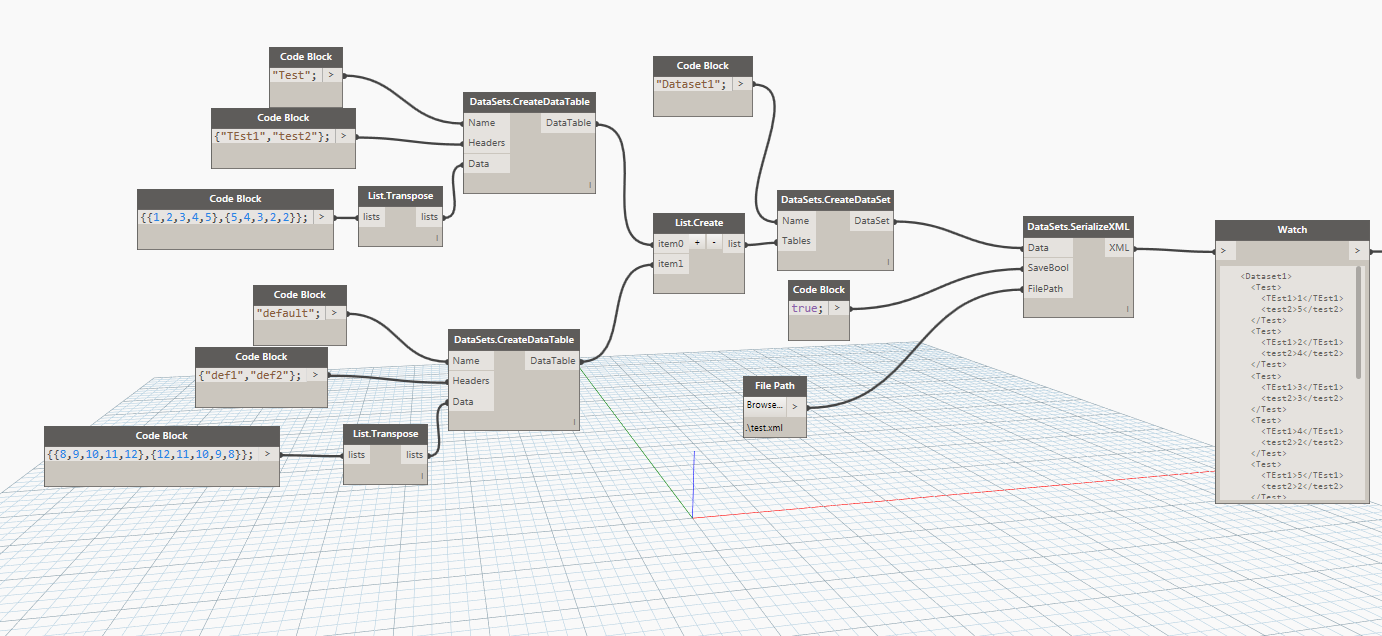 Code Block
"Test"; >
Code Block
{"TEst1","test2"}; >
Code Block
{{1,2,3,4,5},{5,4,3,2,2}}; >
List.Transpose
lists lists
DataSets.CreateDataTable
Name DataTable
Headers
Data
Code Block
"default"; >
Code Block
{"def1","def2"}; >
Code Block
{{8,9,10,11,12},{12,11,10,9,8}}; >
List.Transpose
lists lists
DataSets.CreateDataTable
Name DataTable
Headers
Data
Code Block
"Dataset1"; >
List.Create
item0 + - list
item1
DataSets.CreateDataSet
Name DataSet
Tables
Code Block
true; >
File Path
Browse... >
.\test.xml
DataSets.SerializeXML
Data XML
SaveBool
FilePath
Watch
> >
<Dataset1>
<Test>
<TEst1>1</TEst1>
<test2>5</test2>
</Test>
<Test>
<TEst1>2</TEst1>
<test2>4</test2>
</Test>
<Test>
<TEst1>3</TEst1>
<test2>3</test2>
</Test>
<Test>
<TEst1>4</TEst1>
<test2>2</test2>
</Test>
<Test>
<TEst1>5</TEst1>
<test2>2</test2>
</Test>